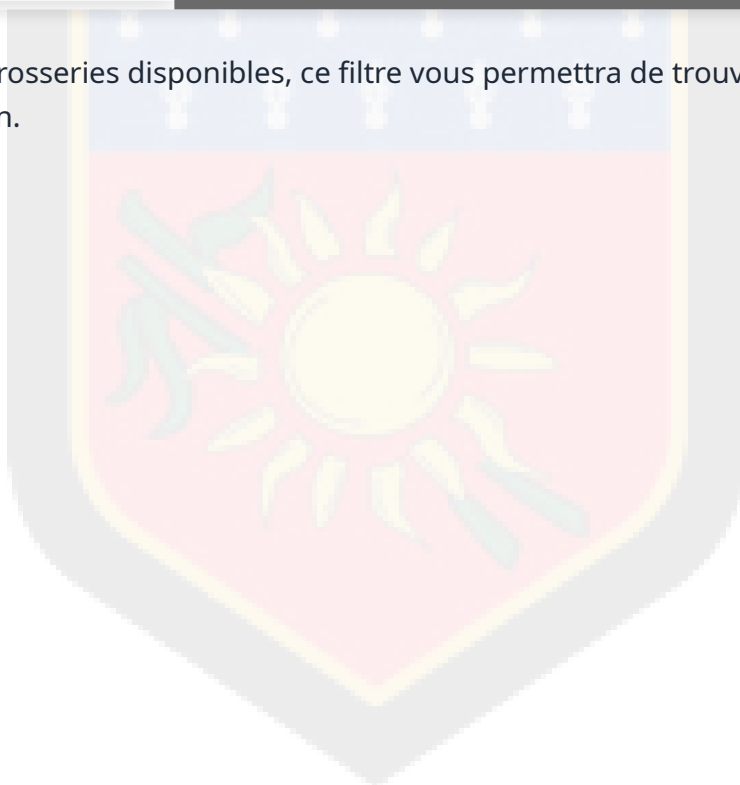 rosseries disponibles, ce filtre vous permettra de trouv
n.